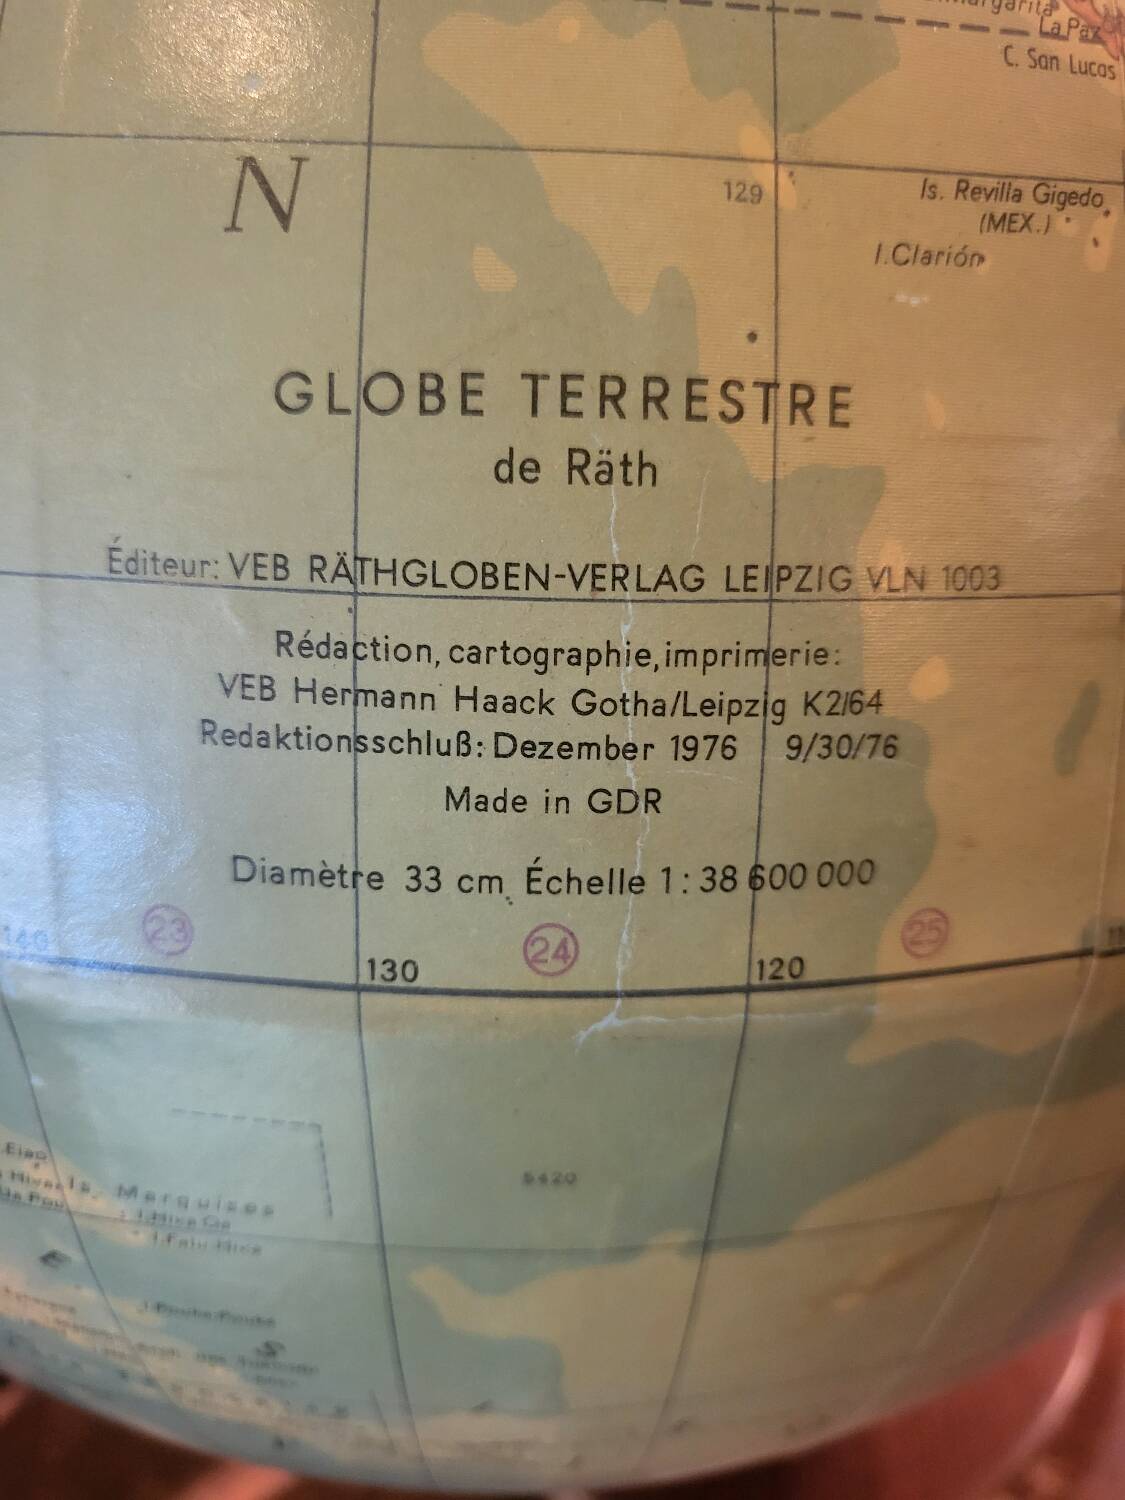 La Paz
C. San Lucas
N
129
Is. Revilla Gigedo
(MEX.)
I.Clarión
GLOBE TERRESTRE
de Räth
Éditeur: VEB RÄTHGLOBEN-VERLAG LEIPZIG VLN 1003
Rédaction, cartographie, imprimerie:
VEB Hermann Haack Gotha/Leipzig K2/64
Redaktionsschluß: Dezember 1976 9/30/76
Made in GDR
Diamètre 33 cm Échelle 1 : 38 600 000
23 24 25
140 130 120
5420
Is. Marquises
E
S